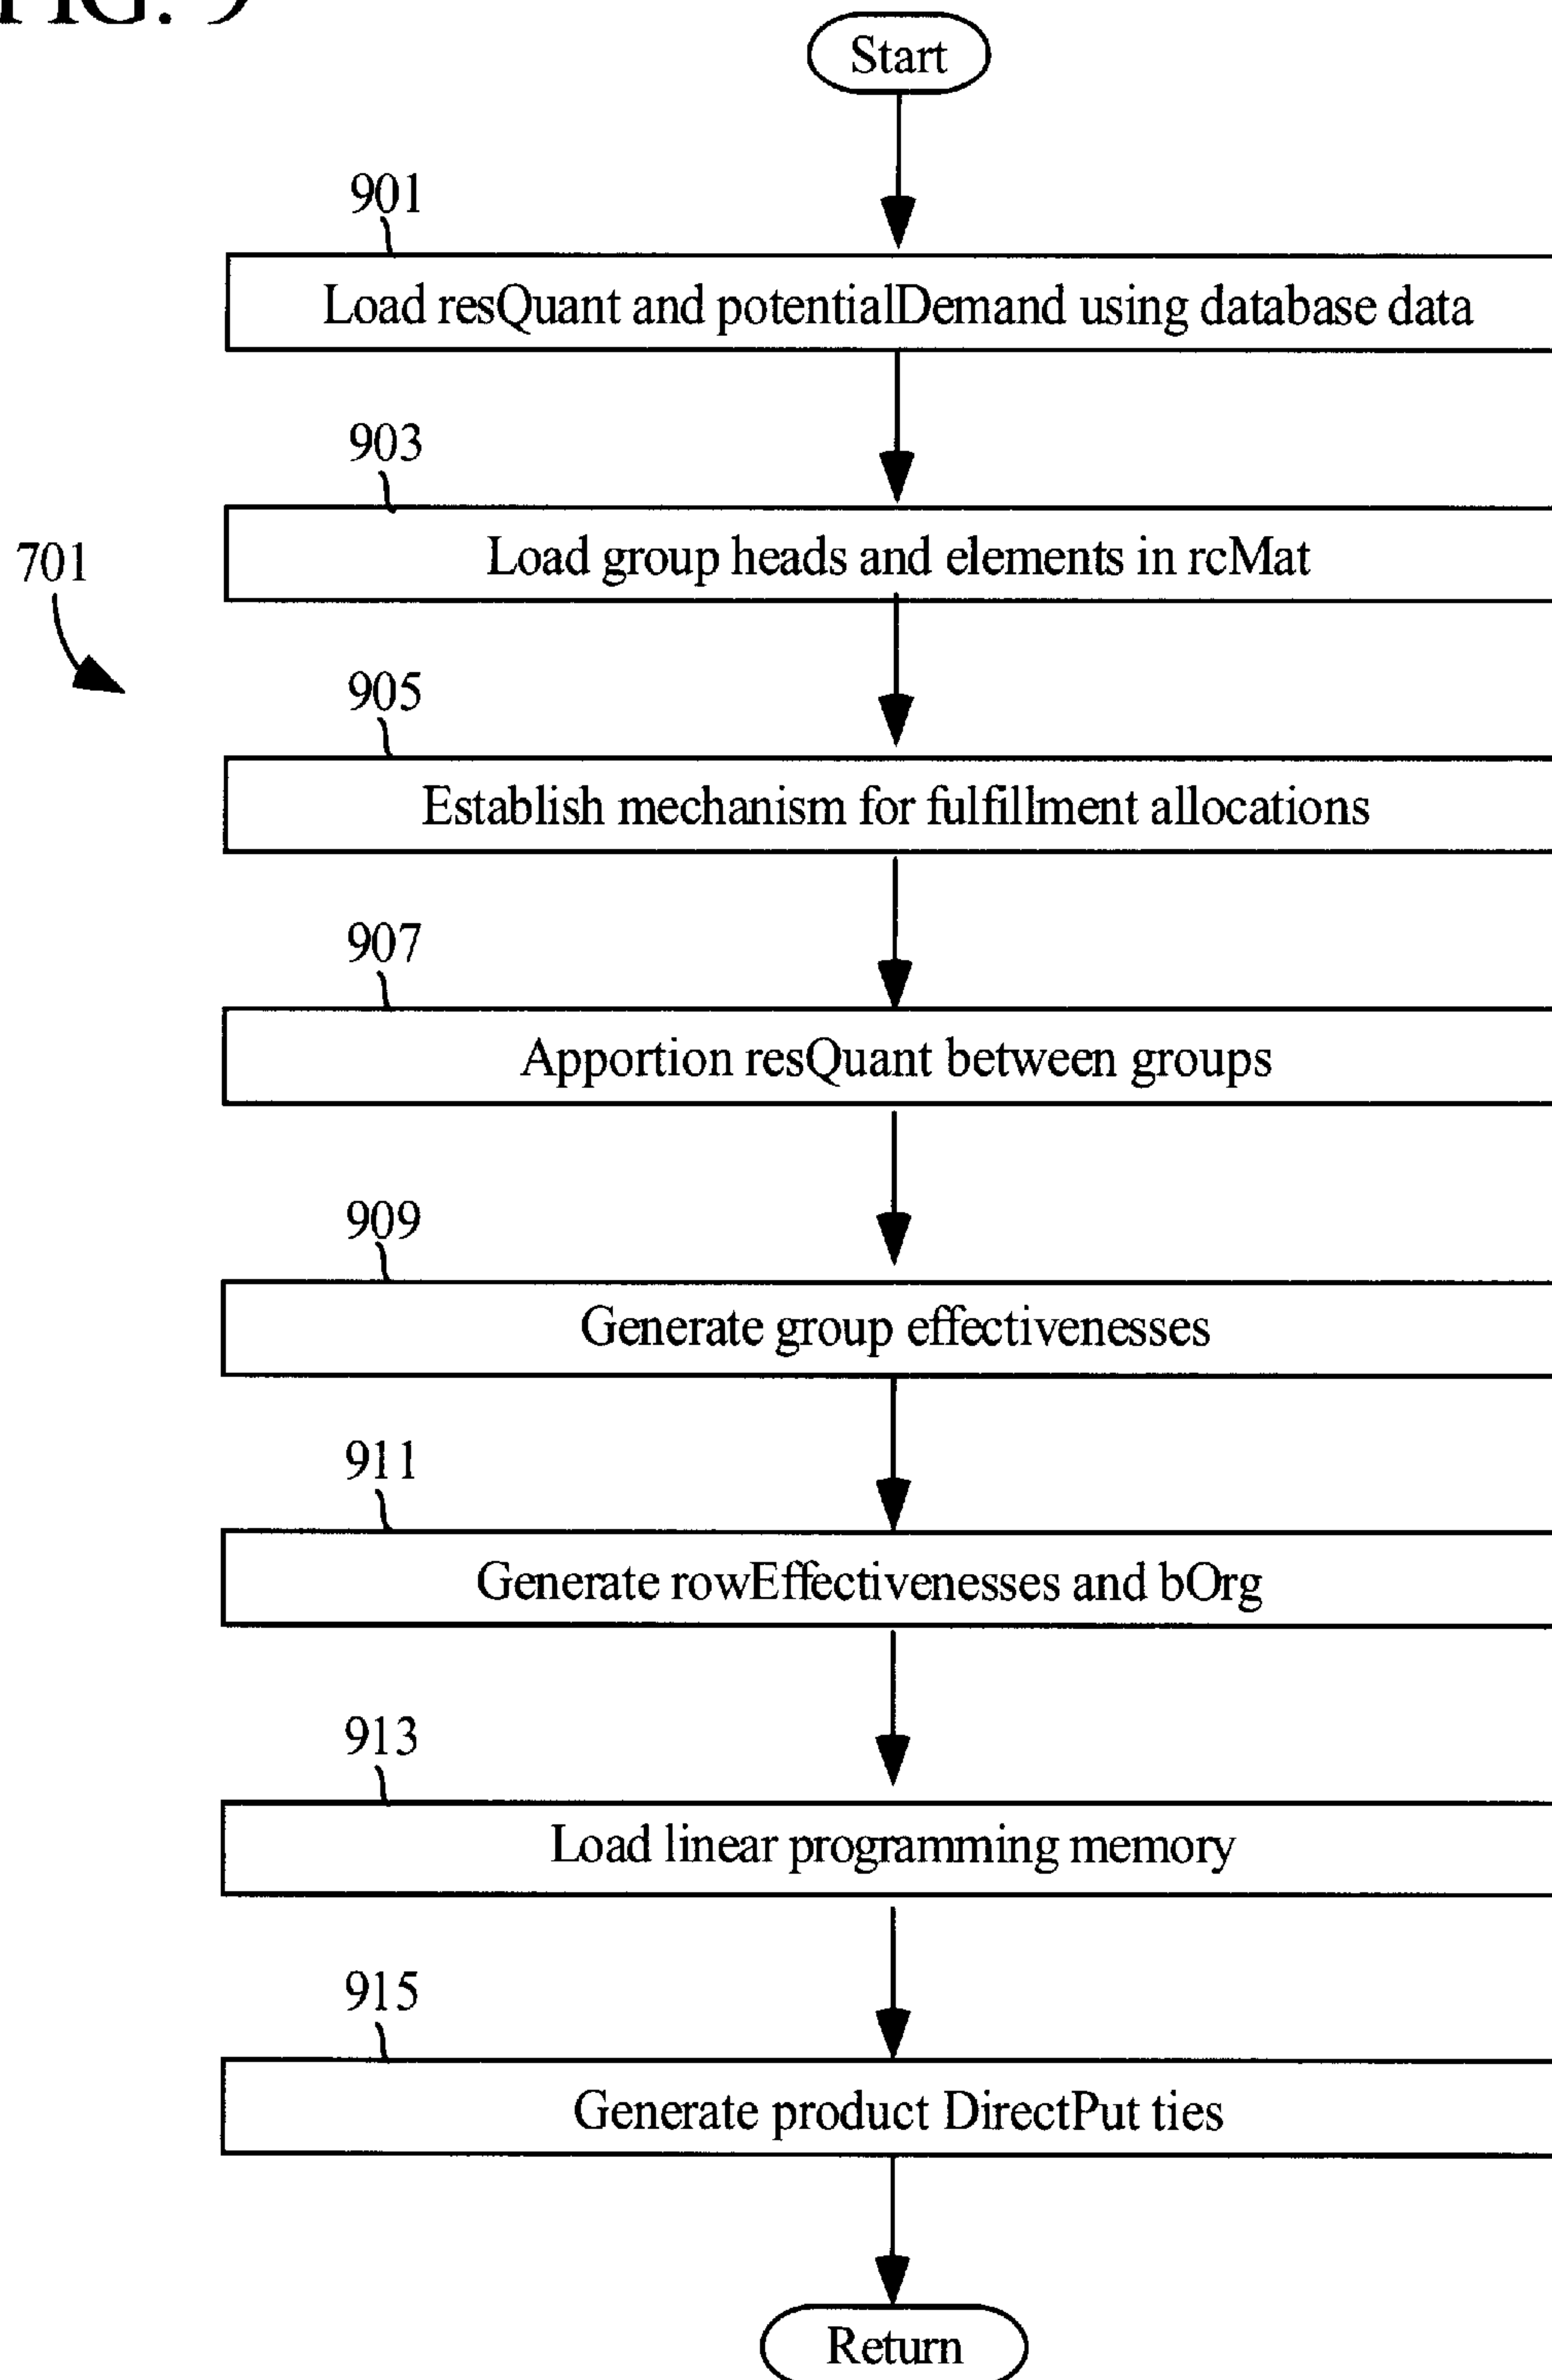 FIG. 9
Start
901
Load resQuant and potentialDemand using database data
903
Load group heads and elements in rcMat
701
905
Establish mechanism for fulfillment allocations
907
Apportion resQuant between groups
909
Generate group effectivenesses
911
Generate rowEffectivenesses and bOrg
913
Load linear programming memory
915
Generate product DirectPut ties
Return